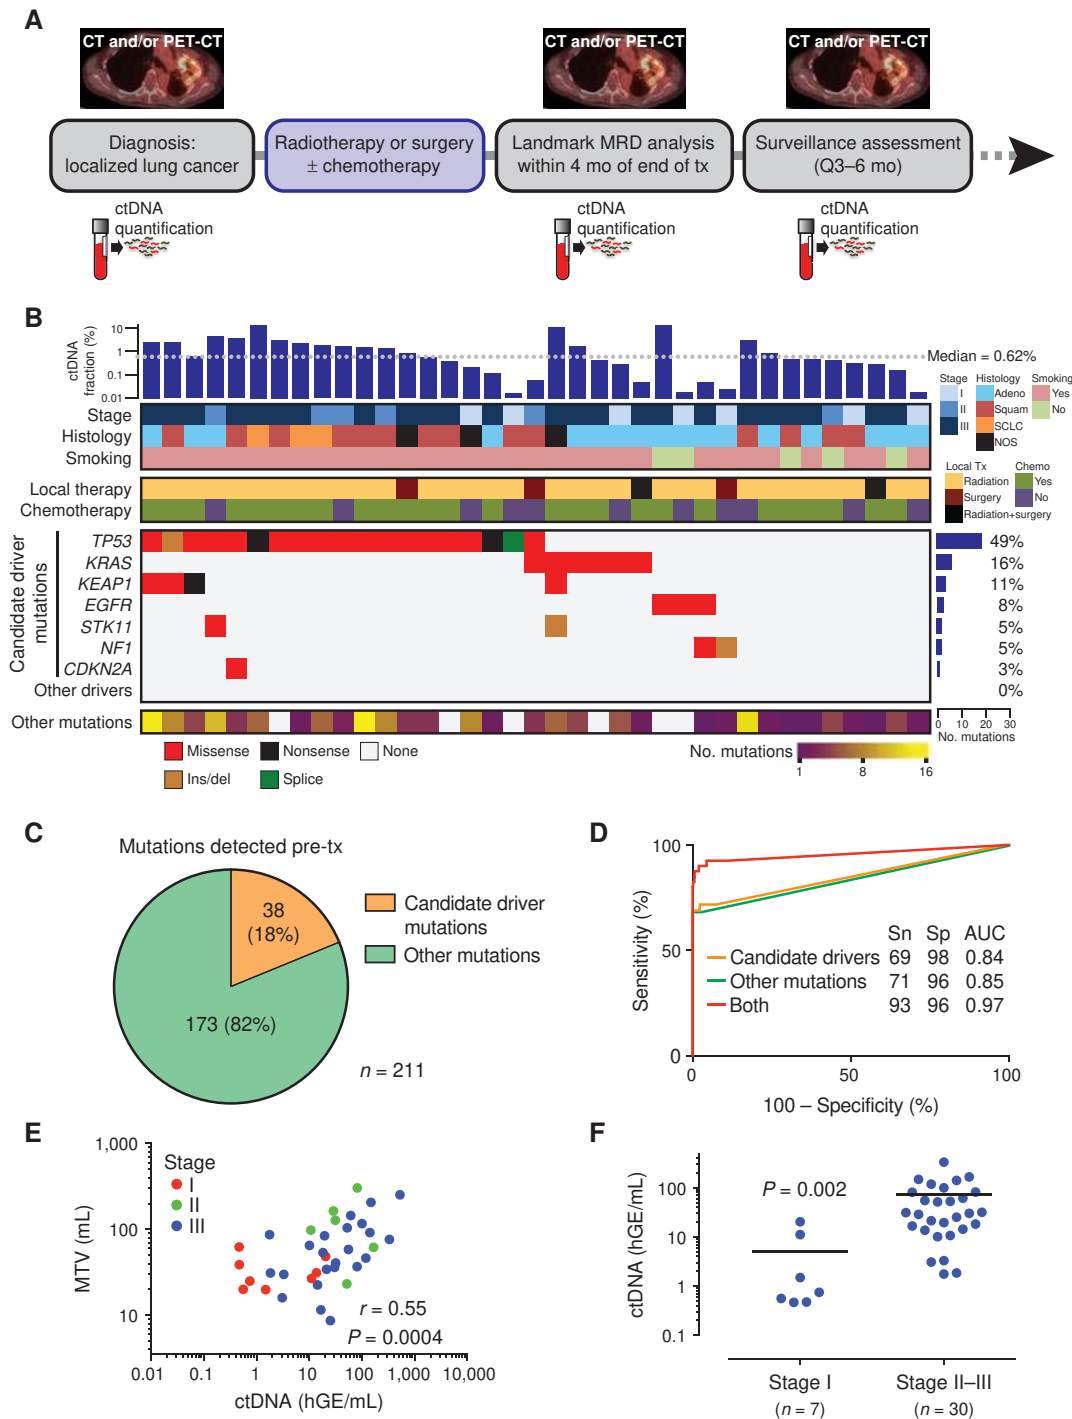 A
CT and/or PET-CT
CT and/or PET-CT
CT and/or PET-CT
Diagnosis:
localized lung cancer
Radiotherapy or surgery
± chemotherapy
Landmark MRD analysis
within 4 mo of end of tx
Surveillance assessment
(Q3–6 mo)
ctDNA
quantification
ctDNA
quantification
ctDNA
quantification
B
ctDNA
fraction (%)
10
1
0.1
0.01
Median = 0.62%
Stage
Histology
Smoking
Stage
I
II
III
Histology
Adeno
Squam
SCLC
NOS
Smoking
Yes
No
Local therapy
Chemotherapy
Local Tx
Radiation
Surgery
Radiation+surgery
Chemo
Yes
No
Candidate driver
mutations
TP53
KRAS
KEAP1
EGFR
STK11
NF1
CDKN2A
Other drivers
49%
16%
11%
8%
5%
5%
3%
0%
Other mutations
0 10 20 30
No. mutations
Missense
Nonsense
None
Ins/del
Splice
No. mutations
1 8 16
C
Mutations detected pre-tx
38
(18%)
173 (82%)
Candidate driver
mutations
Other mutations
n = 211
D
Sensitivity (%)
100
50
0
Sn Sp AUC
Candidate drivers 69 98 0.84
Other mutations 71 96 0.85
Both 93 96 0.97
0 50 100
100 – Specificity (%)
E
MTV (mL)
1,000
100
10
Stage
I
II
III
r = 0.55
P = 0.0004
0.01 0.1 1 10 100 1,000 10,000
ctDNA (hGE/mL)
F
ctDNA (hGE/mL)
100
10
1
0.1
P = 0.002
Stage I
(n = 7)
Stage II–III
(n = 30)